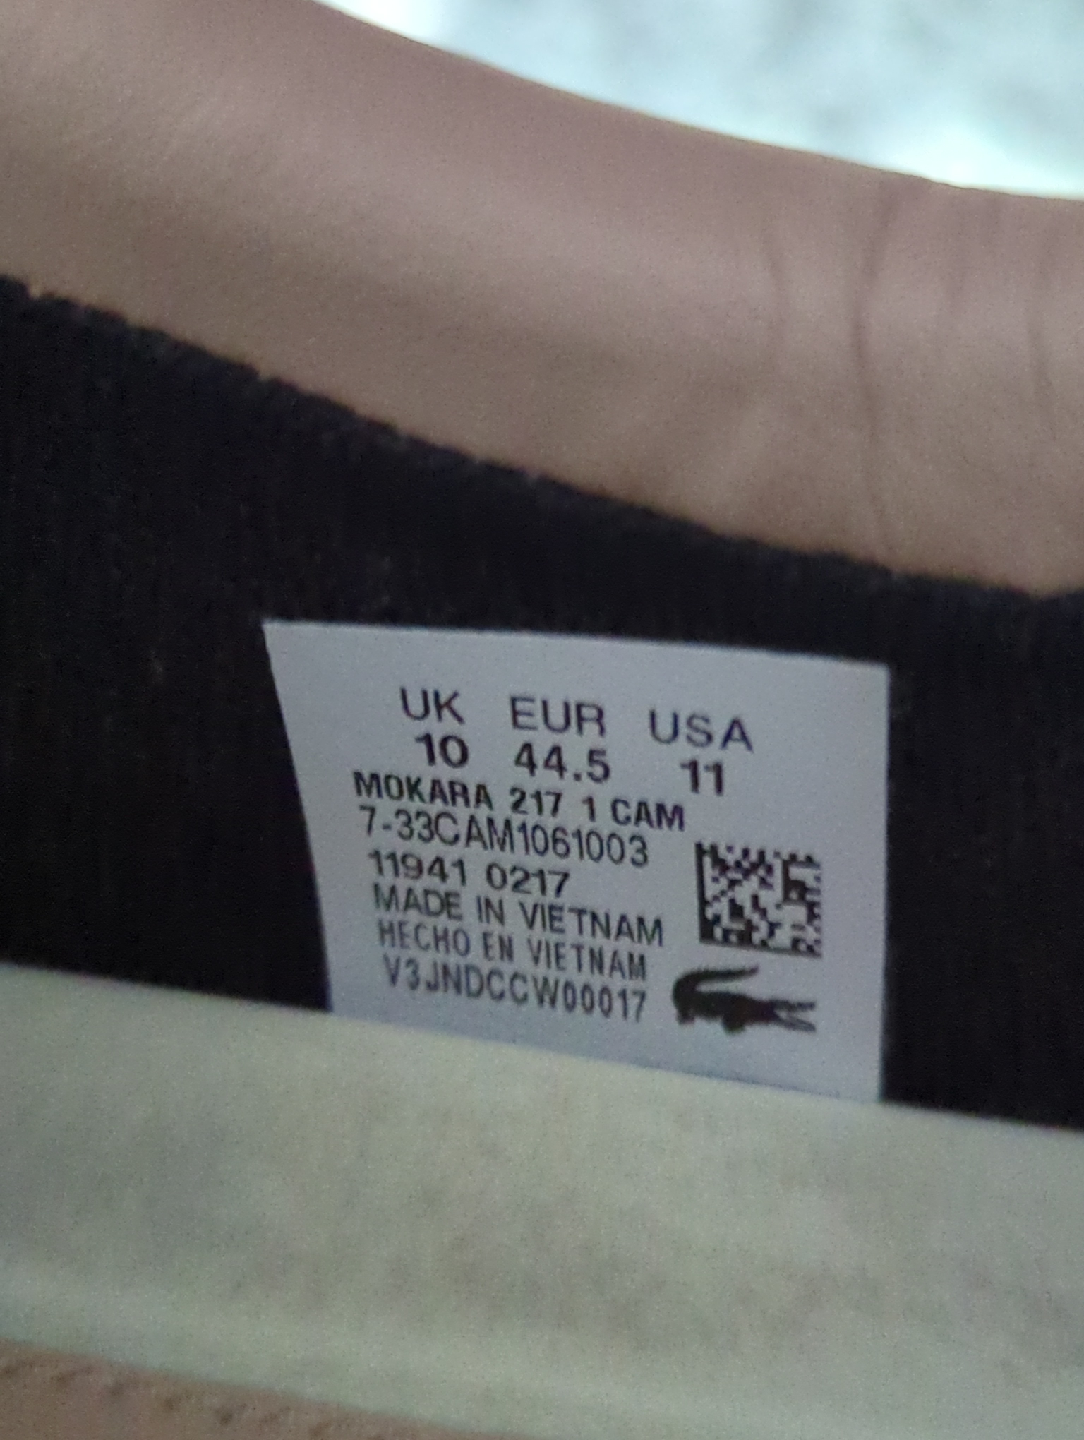 UK EUR USA
10 44.5 11
MOKARA 217 1 CAM
7-33CAM1061003
11941 0217
MADE IN VIETNAM
HECHO EN VIETNAM
V3JNDCCW00017